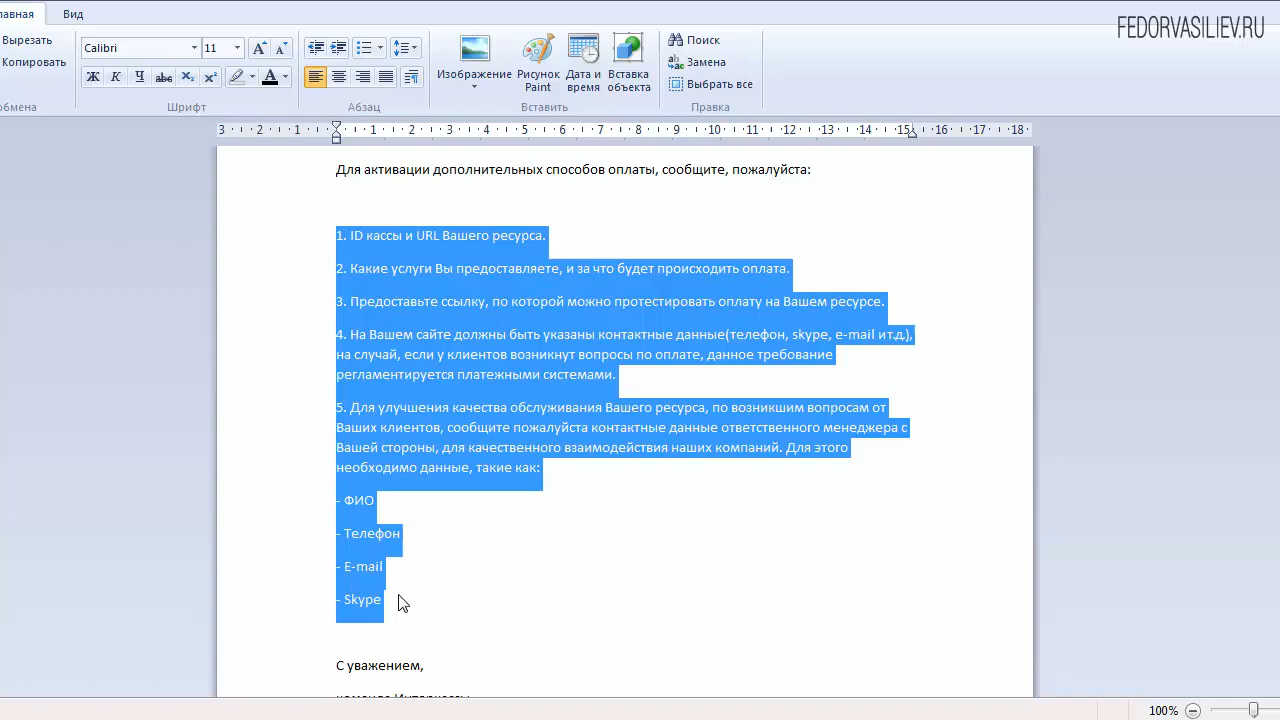 лавная Вид
FEDORVASILIEV.RU
Вырезать
Копировать
Calibri 11
Ж К Ч abc X₂ X²
А
Изображение
Рисунок Paint
Дата и время
Вставка объекта
Поиск
Замена
Выбрать все
обмена Шрифт Абзац Вставить Правка
3 2 1 1 2 3 4 5 6 7 8 9 10 11 12 13 14 15 16 17 18
Для активации дополнительных способов оплаты, сообщите, пожалуйста:
1. ID кассы и URL Вашего ресурса.
2. Какие услуги Вы предоставляете, и за что будет происходить оплата.
3. Предоставьте ссылку, по которой можно протестировать оплату на Вашем ресурсе.
4. На Вашем сайте должны быть указаны контактные данные(телефон, skype, e-mail ит.д.),
на случай, если у клиентов возникнут вопросы по оплате, данное требование
регламентируется платежными системами.
5. Для улучшения качества обслуживания Вашего ресурса, по возникшим вопросам от
Ваших клиентов, сообщите пожалуйста контактные данные ответственного менеджера с
Вашей стороны, для качественного взаимодействия наших компаний. Для этого
необходимо данные, такие как:
- ФИО
- Телефон
- E-mail
- Skype
С уважением,
команда Интеркассы
100%